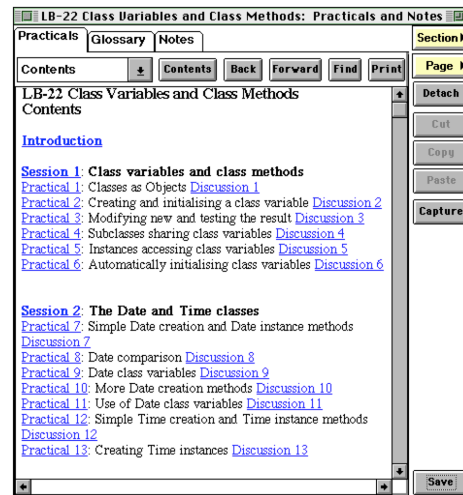 LB-22 Class Variables and Class Methods: Practicals and Notes
Practicals Glossary Notes
Section
Contents Contents Back Forward Find Print
Page
LB-22 Class Variables and Class Methods
Contents
Detach
Cut
Copy
Paste
Capture
Introduction
Session 1: Class variables and class methods
Practical 1: Classes as Objects Discussion 1
Practical 2: Creating and initialising a class variable Discussion 2
Practical 3: Modifying new and testing the result Discussion 3
Practical 4: Subclasses sharing class variables Discussion 4
Practical 5: Instances accessing class variables Discussion 5
Practical 6: Automatically initialising class variables Discussion 6
Session 2: The Date and Time classes
Practical 7: Simple Date creation and Date instance methods
Discussion 7
Practical 8: Date comparison Discussion 8
Practical 9: Date class variables Discussion 9
Practical 10: More Date creation methods Discussion 10
Practical 11: Use of Date class variables Discussion 11
Practical 12: Simple Time creation and Time instance methods
Discussion 12
Practical 13: Creating Time instances Discussion 13
Save